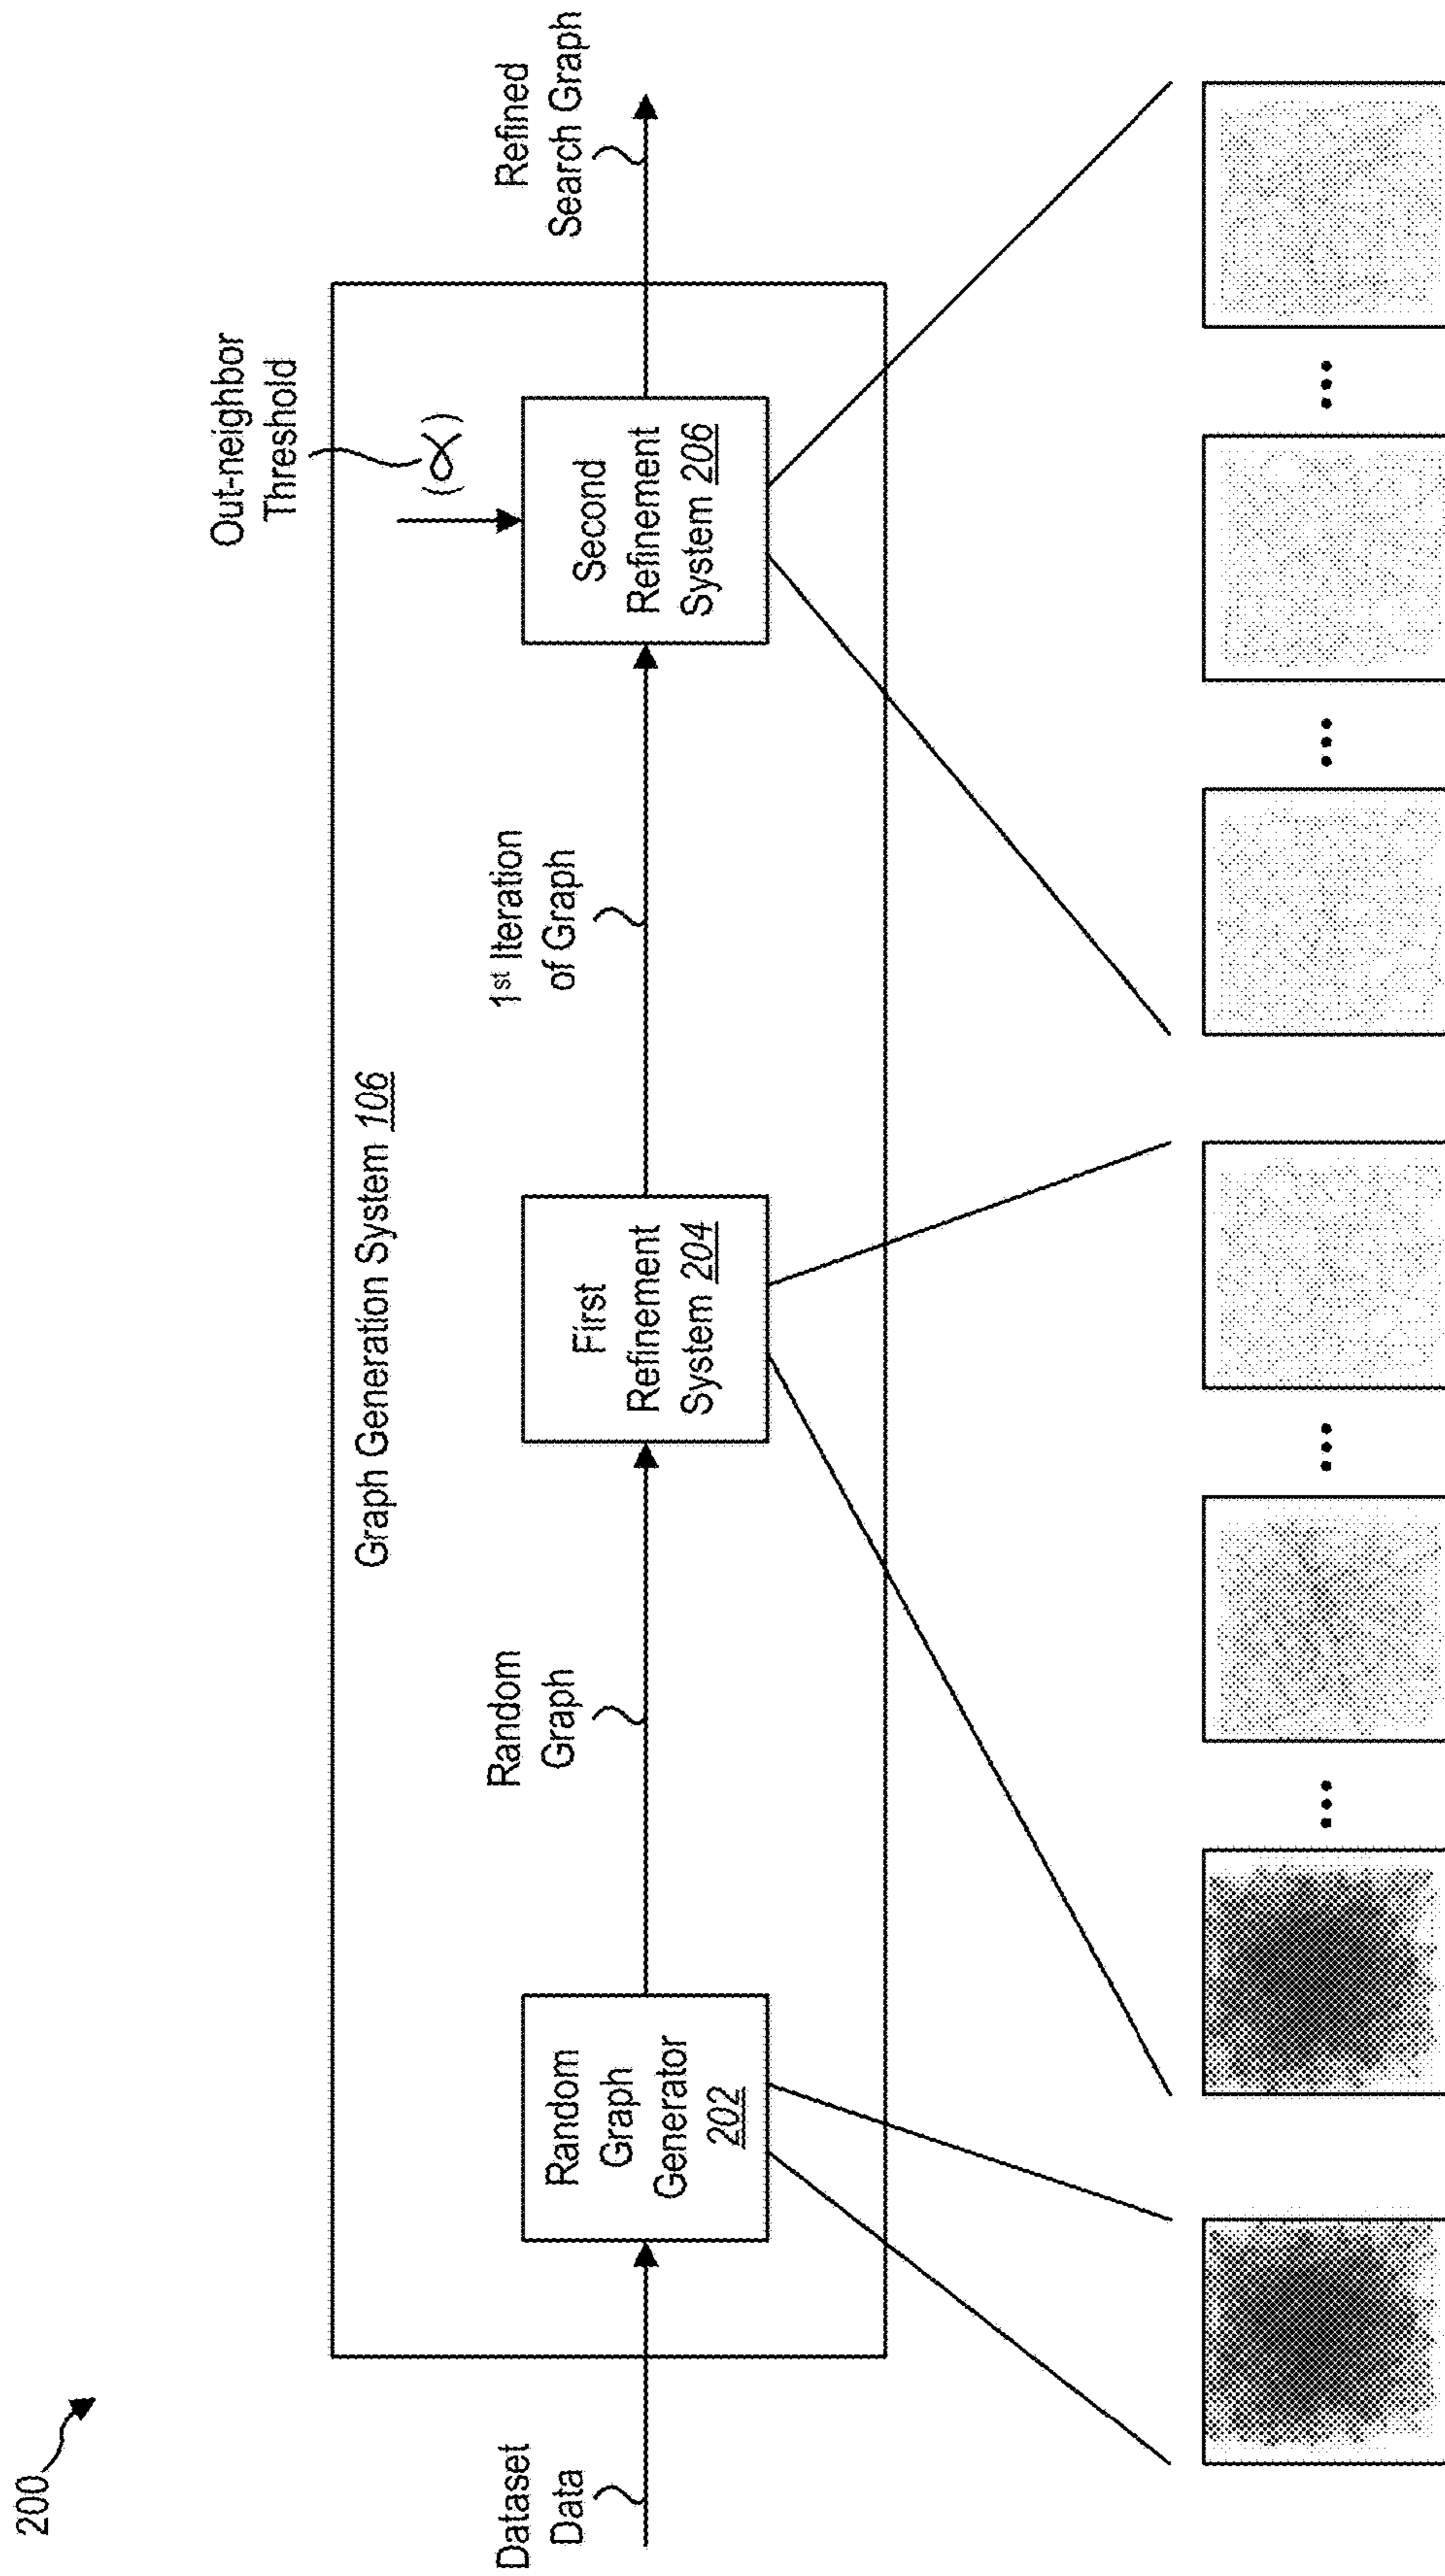 200
Graph Generation System 106
Out-neighbor
Threshold
(α)
Dataset
Data
Random
Graph
Generator
202
Random
Graph
First
Refinement
System 204
1st Iteration
of Graph
Second
Refinement
System 206
Refined
Search Graph